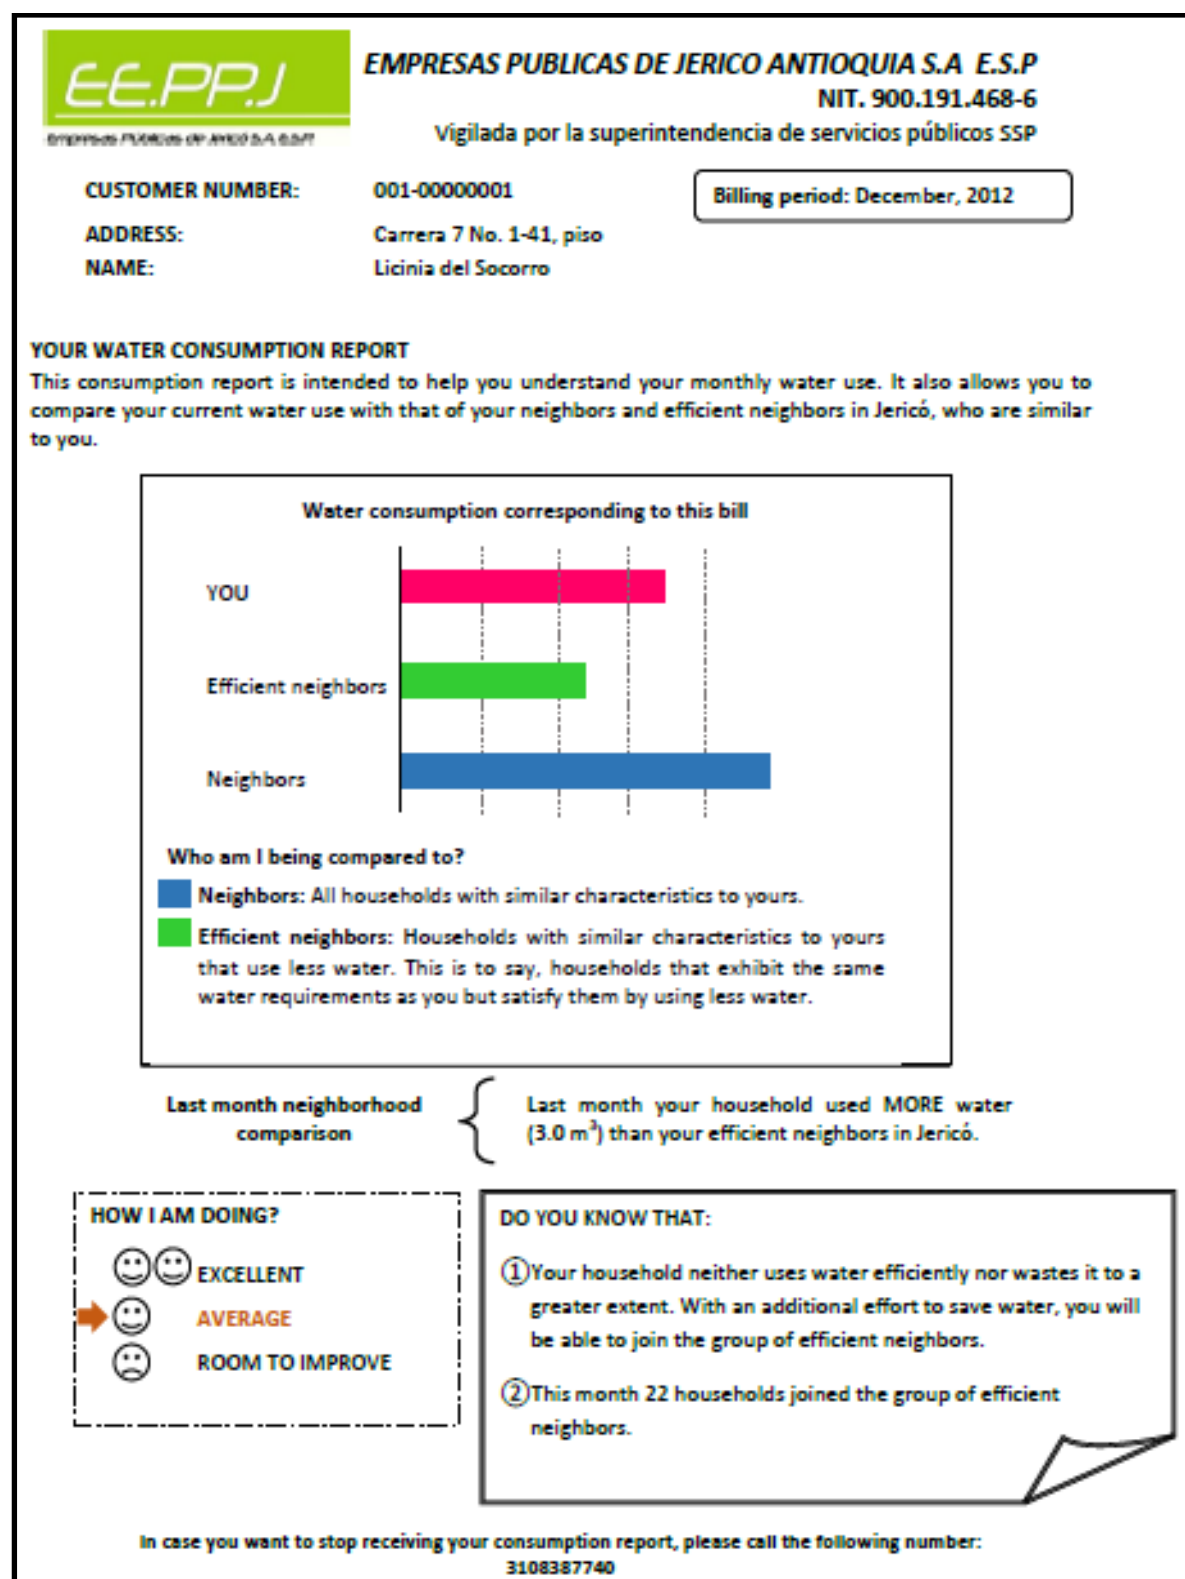 EE.PP.J
Empresas Públicas de Jericó S.A. E.S.P.
EMPRESAS PUBLICAS DE JERICO ANTIOQUIA S.A E.S.P
NIT. 900.191.468-6
Vigilada por la superintendencia de servicios públicos SSP
CUSTOMER NUMBER: 001-00000001
Billing period: December, 2012
ADDRESS: Carrera 7 No. 1-41, piso
NAME: Licinia del Socorro
YOUR WATER CONSUMPTION REPORT
This consumption report is intended to help you understand your monthly water use. It also allows you to
compare your current water use with that of your neighbors and efficient neighbors in Jericó, who are similar
to you.
Water consumption corresponding to this bill
YOU
Efficient neighbors
Neighbors
Who am I being compared to?
Neighbors: All households with similar characteristics to yours.
Efficient neighbors: Households with similar characteristics to yours
that use less water. This is to say, households that exhibit the same
water requirements as you but satisfy them by using less water.
Last month neighborhood
comparison
Last month your household used MORE water
(3.0 m³) than your efficient neighbors in Jericó.
HOW I AM DOING?
EXCELLENT
AVERAGE
ROOM TO IMPROVE
DO YOU KNOW THAT:
①Your household neither uses water efficiently nor wastes it to a
greater extent. With an additional effort to save water, you will
be able to join the group of efficient neighbors.
②This month 22 households joined the group of efficient
neighbors.
In case you want to stop receiving your consumption report, please call the following number:
3108387740